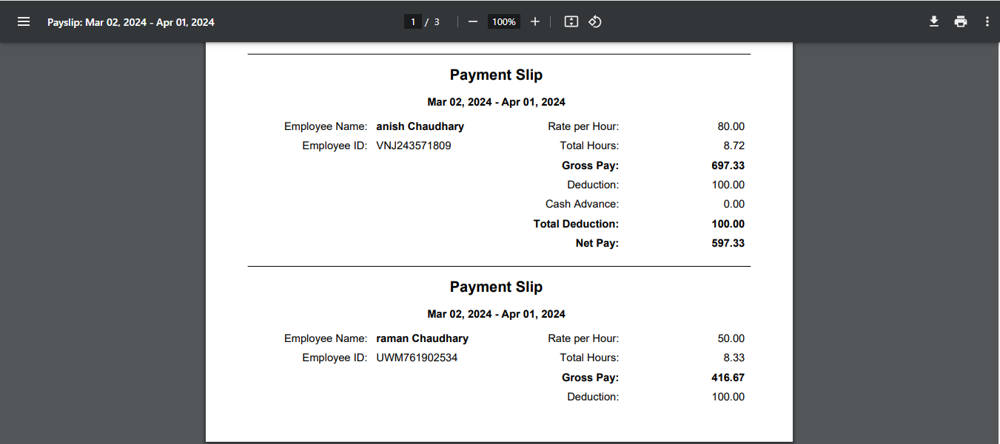 Payslip: Mar 02, 2024 - Apr 01, 2024 1 / 3 100%
Payment Slip
Mar 02, 2024 - Apr 01, 2024
Employee Name: anish Chaudhary Rate per Hour: 80.00
Employee ID: VNJ243571809 Total Hours: 8.72
Gross Pay: 697.33
Deduction: 100.00
Cash Advance: 0.00
Total Deduction: 100.00
Net Pay: 597.33
Payment Slip
Mar 02, 2024 - Apr 01, 2024
Employee Name: raman Chaudhary Rate per Hour: 50.00
Employee ID: UWM761902534 Total Hours: 8.33
Gross Pay: 416.67
Deduction: 100.00